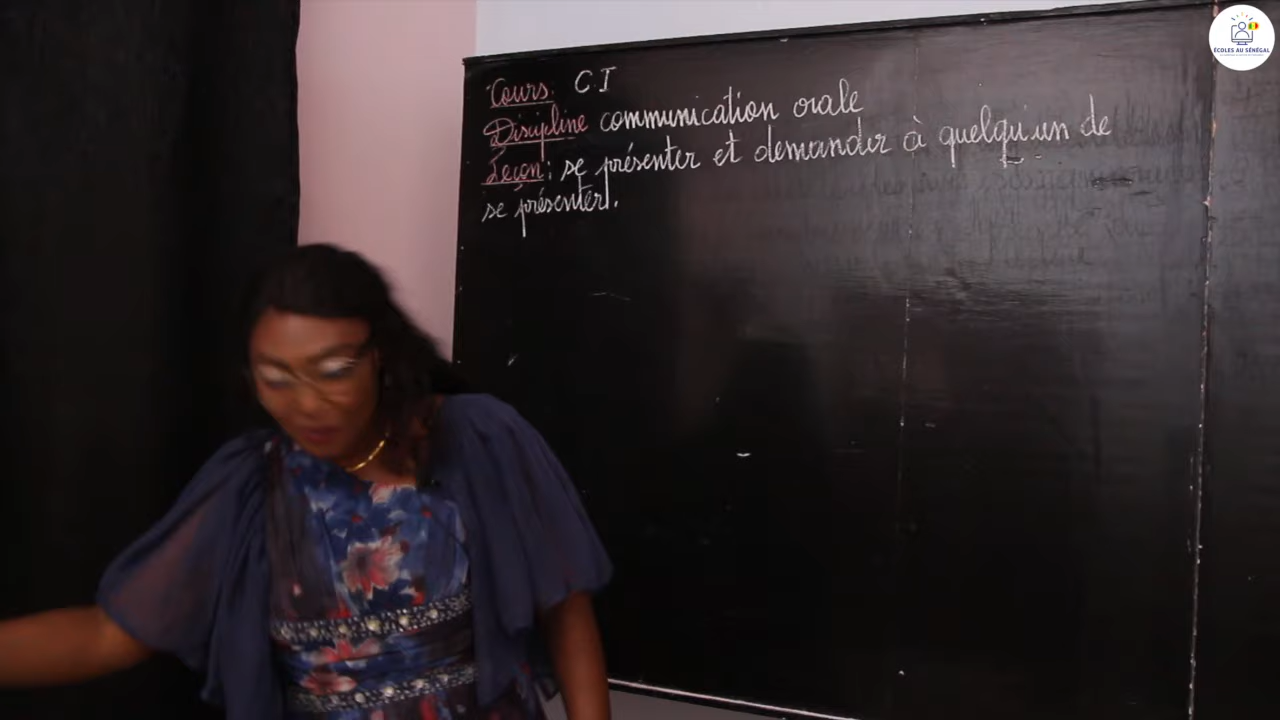 Cours: CI
Discipline communication orale
Leçon: se présenter et demander à quelqu'un de
se présenter.
ÉCOLES AU SÉNÉGAL